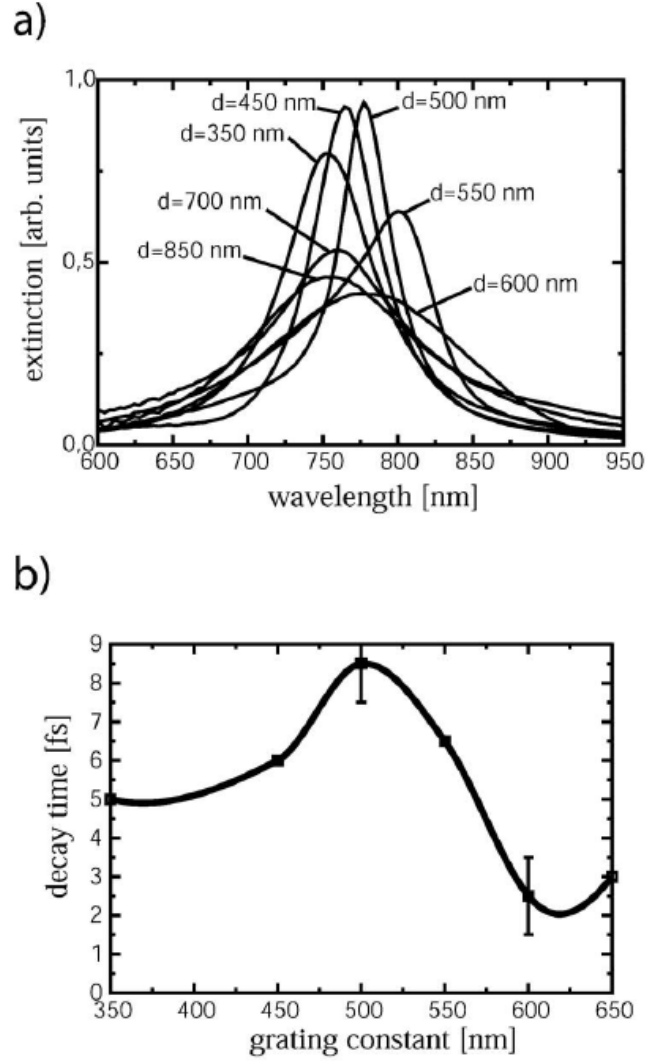 a)
1,0
d=450 nm
d=500 nm
d=350 nm
d=550 nm
d=700 nm
0,5
d=850 nm
d=600 nm
0,0
extinction [arb. units]
600 650 700 750 800 850 900 950
wavelength [nm]
b)
9
8
7
6
5
4
3
2
1
0
decay time [fs]
350 400 450 500 550 600 650
grating constant [nm]